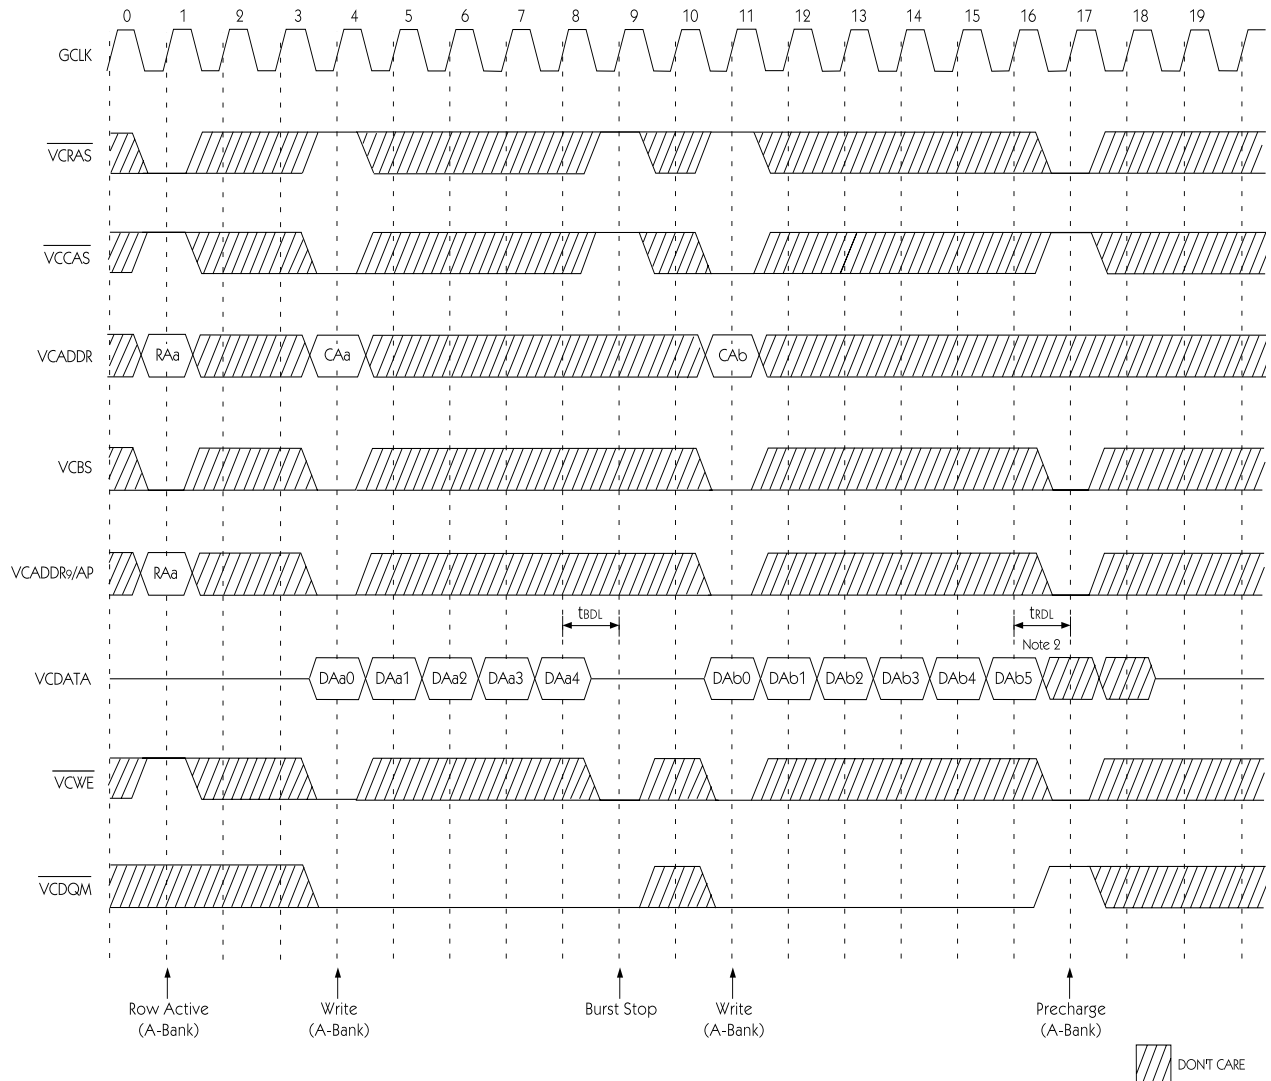 0 1 2 3 4 5 6 7 8 9 10 11 12 13 14 15 16 17 18 19
GCLK
VCRAS
VCCAS
VCADDR RAa CAa CAb
VCBS
VCADDR9/AP RAa
tBDL tRDL
Note 2
VCDATA DAa0 DAa1 DAa2 DAa3 DAa4 DAb0 DAb1 DAb2 DAb3 DAb4 DAb5
VCWE
VCDQM
Row Active Write Burst Stop Write Precharge
(A-Bank) (A-Bank) (A-Bank) (A-Bank)
DON'T CARE